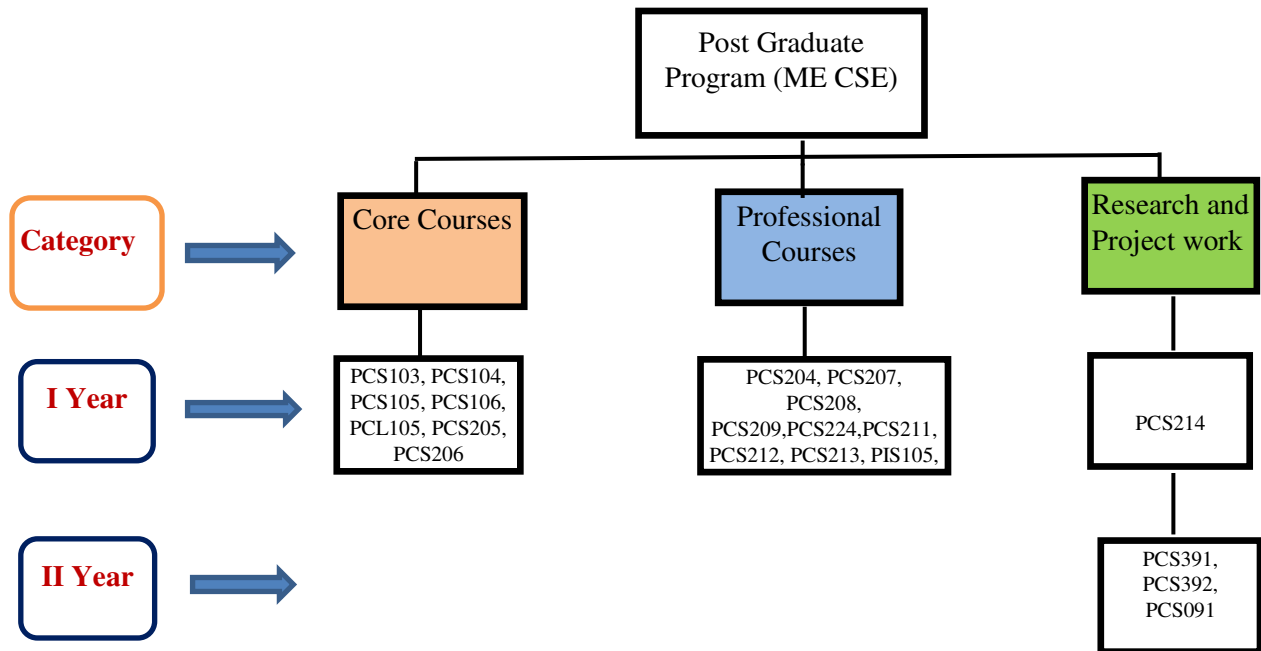 Post Graduate
Program (ME CSE)
Category
Core Courses
Professional
Courses
Research and
Project work
I Year
PCS103, PCS104,
PCS105, PCS106,
PCL105, PCS205,
PCS206
PCS204, PCS207,
PCS208,
PCS209,PCS224,PCS211,
PCS212, PCS213, PIS105,
PCS214
II Year
PCS391,
PCS392,
PCS091